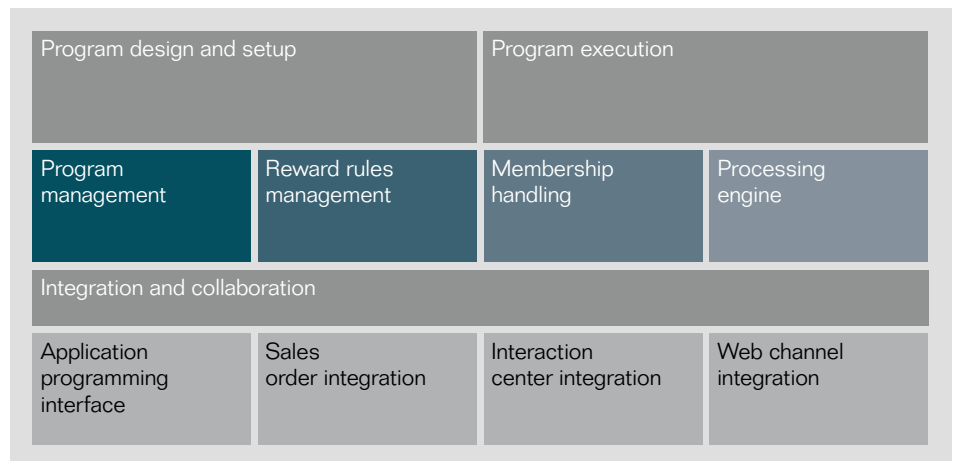 Program design and setup
Program execution
Program
management
Reward rules
management
Membership
handling
Processing
engine
Integration and collaboration
Application
programming
interface
Sales
order integration
Interaction
center integration
Web channel
integration